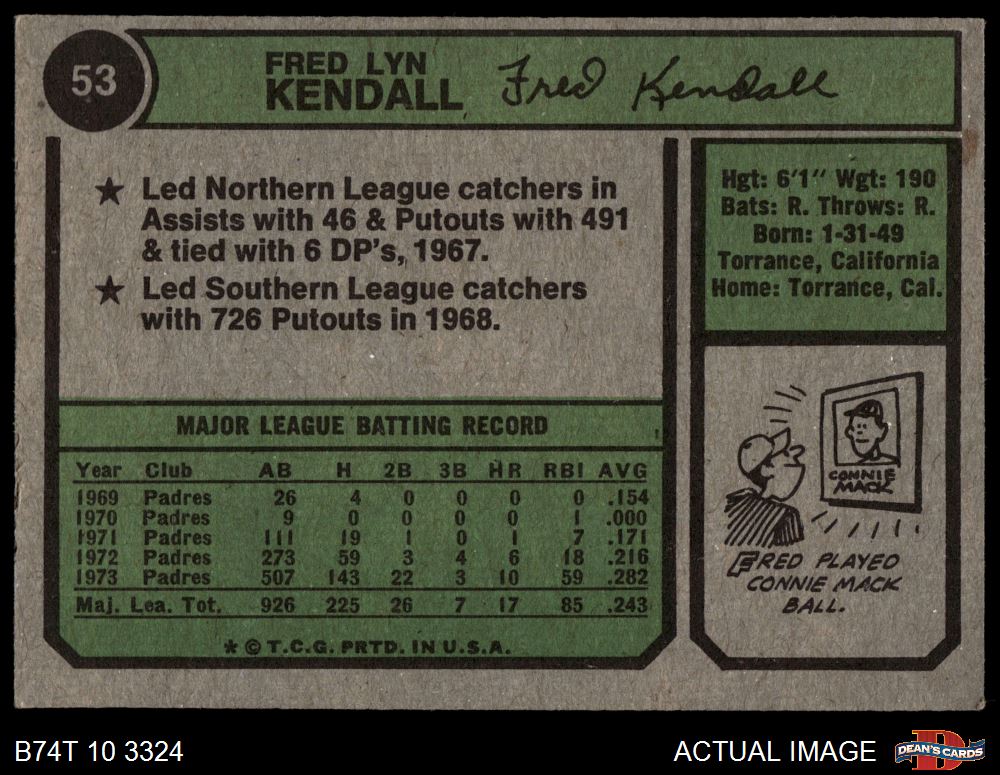 53
FRED LYN
KENDALL
Fred Kendall
★ Led Northern League catchers in
Assists with 46 & Putouts with 491
& tied with 6 DP's, 1967.
★ Led Southern League catchers
with 726 Putouts in 1968.
Hgt: 6'1" Wgt: 190
Bats: R. Throws: R.
Born: 1-31-49
Torrance, California
Home: Torrance, Cal.
MAJOR LEAGUE BATTING RECORD
Year Club AB H 2B 3B HR RBI AVG
1969 Padres 26 4 0 0 0 0 .154
1970 Padres 9 0 0 0 0 1 .000
1971 Padres 111 19 1 0 1 7 .171
1972 Padres 273 59 3 4 6 18 .216
1973 Padres 507 143 22 3 10 59 .282
Maj. Lea. Tot. 926 225 26 7 17 85 .243
* © T.C.G. PRTD. IN U.S.A.
CONNIE
MACK
FRED PLAYED
CONNIE MACK
BALL.
B74T 10 3324
ACTUAL IMAGE
DEAN'S CARDS